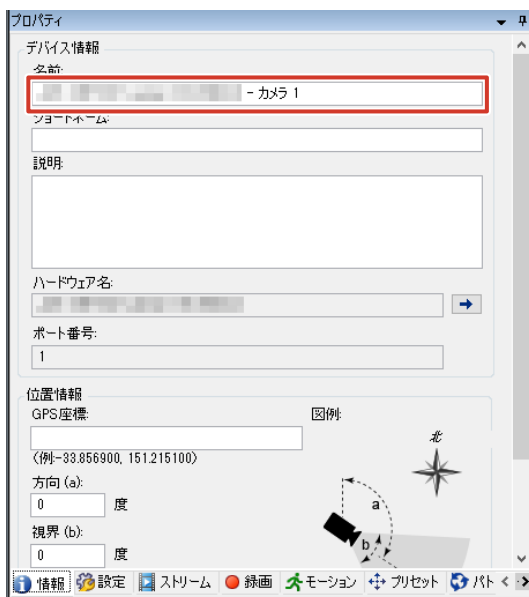 プロパティ
デバイス情報
名前:
- カメラ 1
ショートネーム:
説明:
ハードウェア名:
ポート番号:
1
位置情報
GPS座標:
図例:
北
(例:-33.856900, 151.215100)
方向 (a):
0 度
a
視界 (b):
b
0 度
情報 設定 ストリーム 録画 モーション プリセット パト